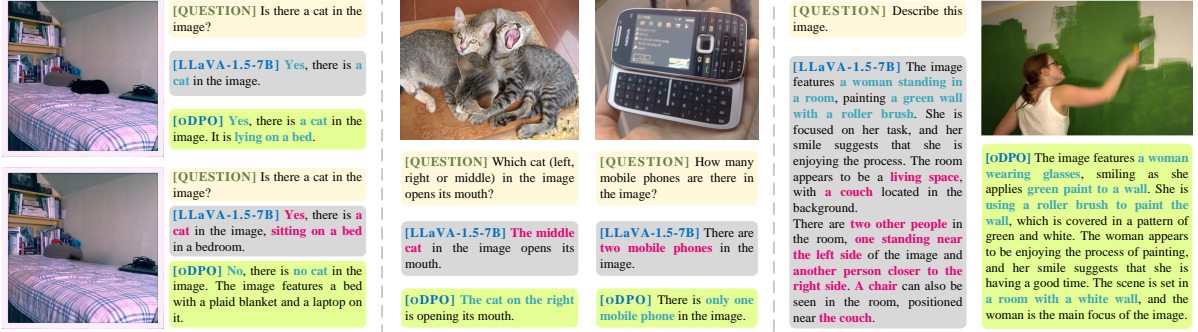 [QUESTION] Is there a cat in the
image?
[LLaVA-1.5-7B] Yes, there is a
cat in the image.
[ODPO] Yes, there is a cat in the
image. It is lying on a bed.
[QUESTION] Is there a cat in the
image?
[LLaVA-1.5-7B] Yes, there is a
cat in the image, sitting on a bed
in a bedroom.
[ODPO] No, there is no cat in the
image. The image features a bed
with a plaid blanket and a laptop on
it.
[QUESTION] Which cat (left,
right or middle) in the image
opens its mouth?
[LLaVA-1.5-7B] The middle
cat in the image opens its
mouth.
[ODPO] The cat on the right
is opening its mouth.
[QUESTION] How many
mobile phones are there in
the image?
[LLaVA-1.5-7B] There are
two mobile phones in the
image.
[ODPO] There is only one
mobile phone in the image.
[QUESTION] Describe this
image.
[LLaVA-1.5-7B] The image
features a woman standing in
a room, painting a green wall
with a roller brush. She is
focused on her task, and her
smile suggests that she is
enjoying the process. The room
appears to be a living space,
with a couch located in the
background.
There are two other people in
the room, one standing near
the left side of the image and
another person closer to the
right side. A chair can also be
seen in the room, positioned
near the couch.
[ODPO] The image features a woman
wearing glasses, smiling as she
applies green paint to a wall. She is
using a roller brush to paint the
wall, which is covered in a pattern of
green and white. The woman appears
to be enjoying the process of painting,
and her smile suggests that she is
having a good time. The scene is set in
a room with a white wall, and the
woman is the main focus of the image.